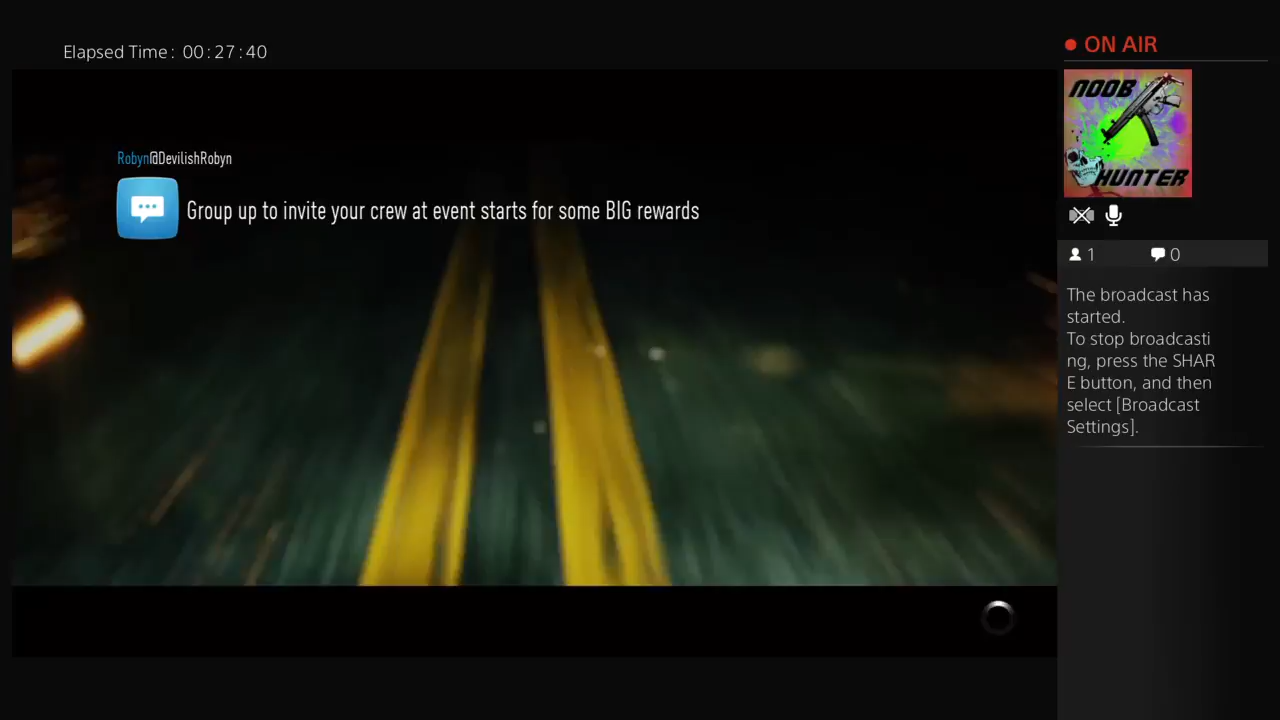 Elapsed Time: 00:27:40
ON AIR
NOOB
HUNTER
Robyn@DevilishRobyn
Group up to invite your crew at event starts for some BIG rewards
1 0
The broadcast has
started.
To stop broadcasti
ng, press the SHAR
E button, and then
select [Broadcast
Settings].